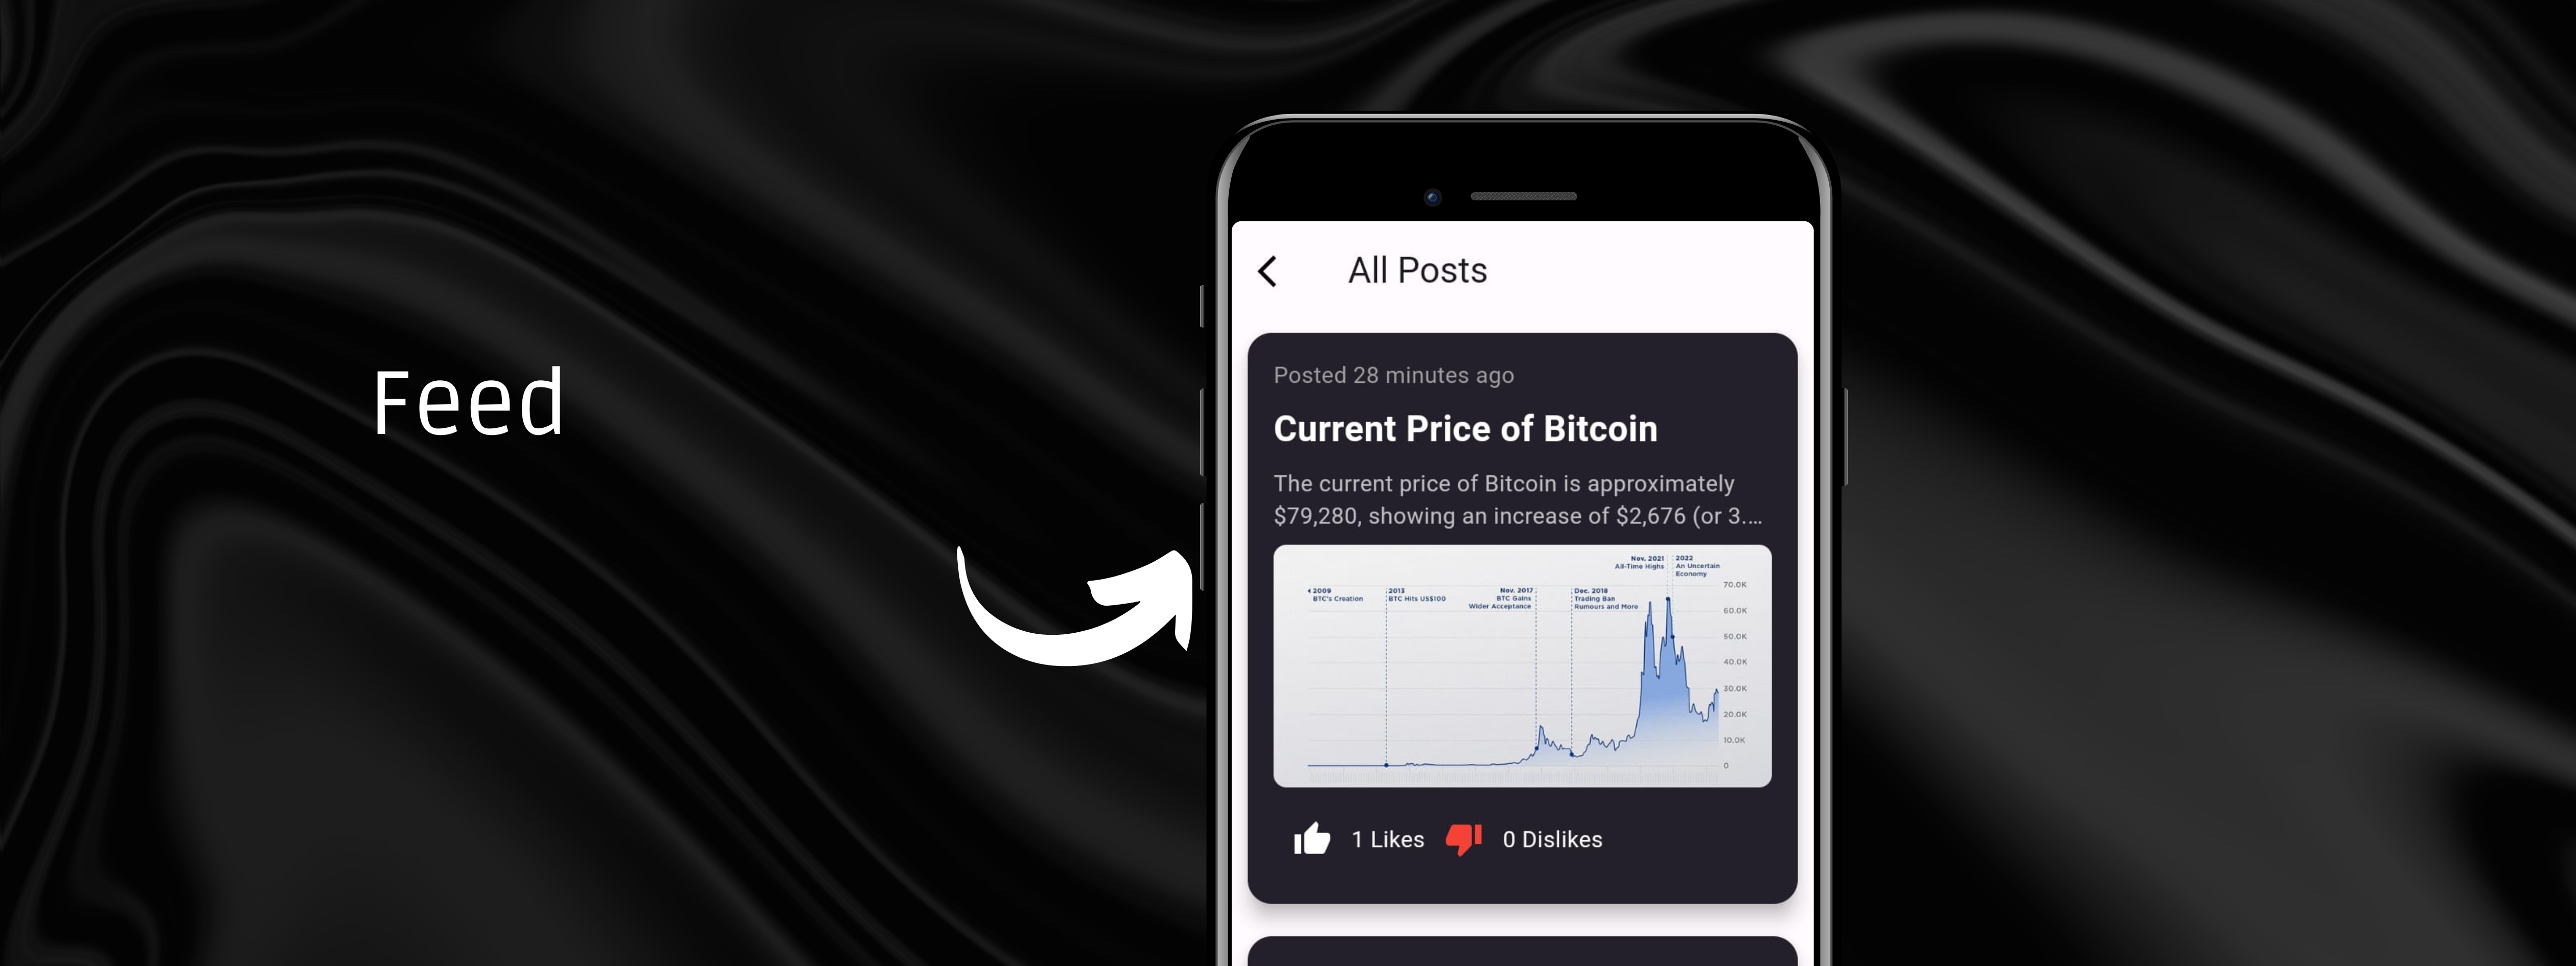 Feed
All Posts
Posted 28 minutes ago
Current Price of Bitcoin
The current price of Bitcoin is approximately
$79,280, showing an increase of $2,676 (or 3....
Nov. 2021
All-Time Highs
2022
An Uncertain
Economy
2009
BTC's Creation
2013
BTC Hits US$100
Nov. 2017
BTC Gains
Wider Acceptance
Dec. 2018
Trading Ban
Rumours and More
70.0K
60.0K
50.0K
40.0K
30.0K
20.0K
10.0K
0
1 Likes
0 Dislikes